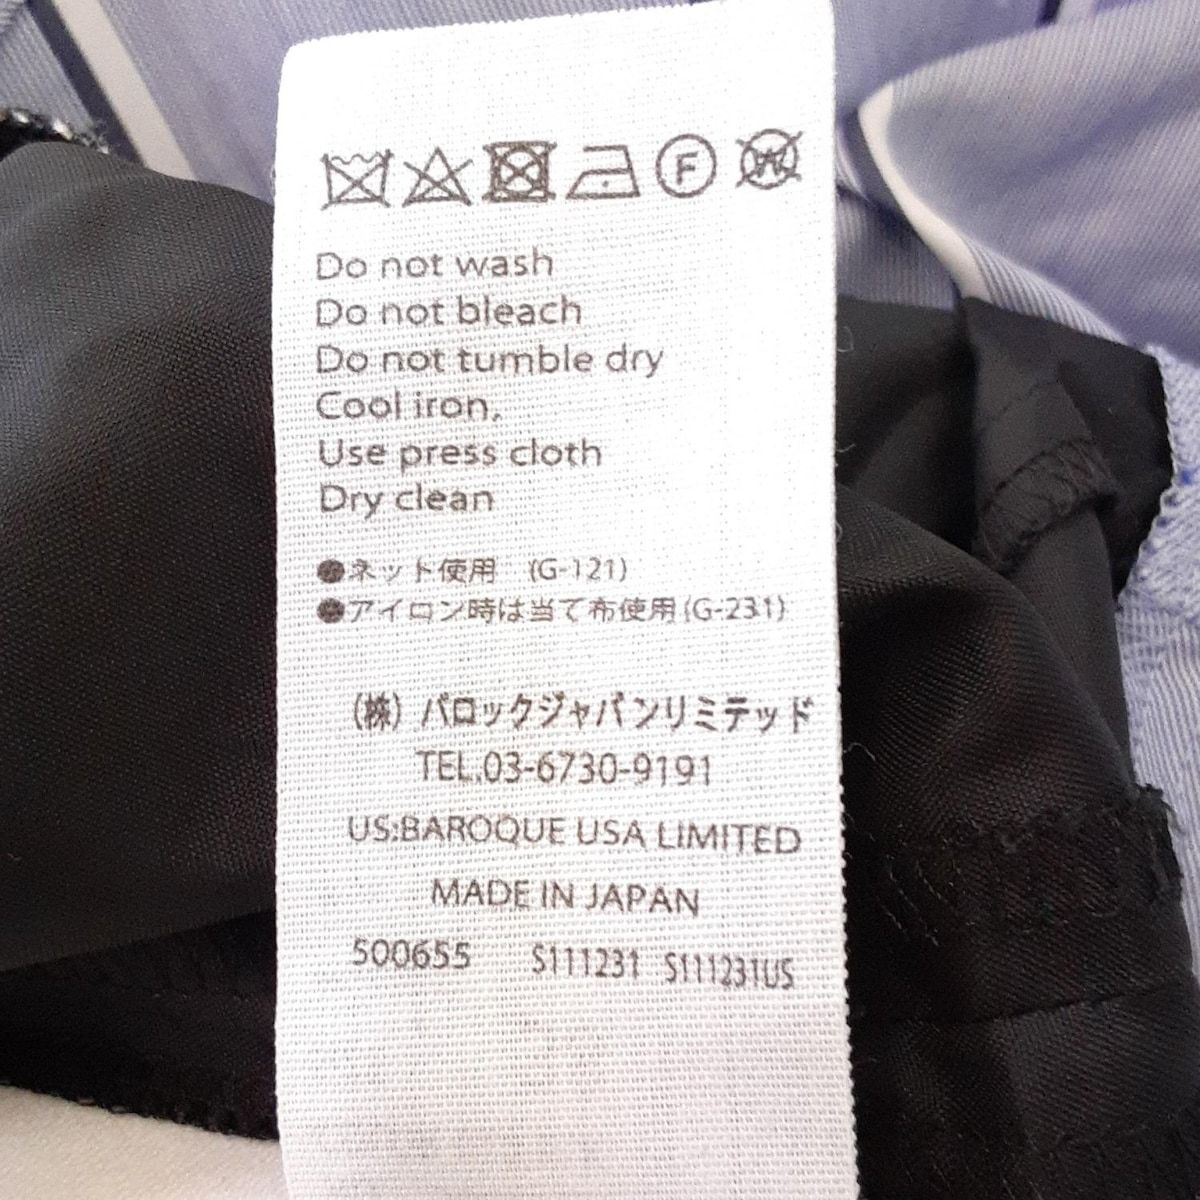 F W
Do not wash
Do not bleach
Do not tumble dry
Cool iron.
Use press cloth
Dry clean
●ネット使用 (G-121)
●アイロン時は当て布使用(G-231)
(株) バロックジャパンリミテッド
TEL.03-6730-9191
US:BAROQUE USA LIMITED
MADE IN JAPAN
500655 S111231 S111231US